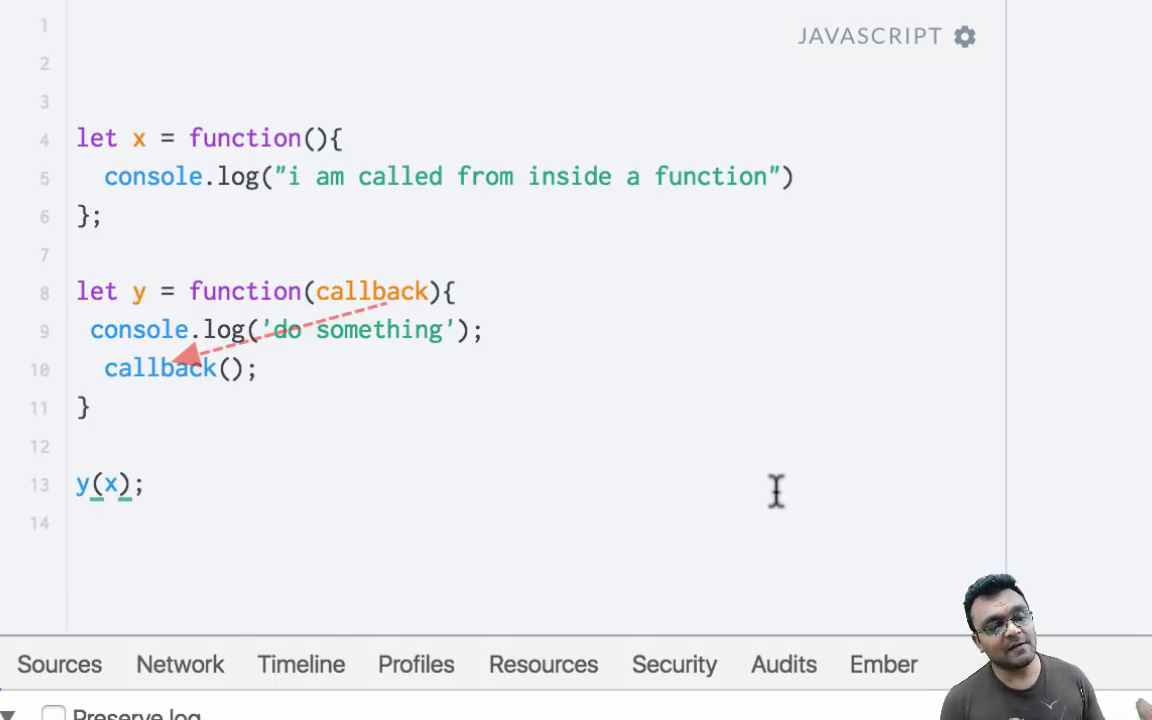 1
JAVASCRIPT
2
3
4 let x = function(){
5 console.log("i am called from inside a function")
6 };
7
8 let y = function(callback){
9 console.log('do something');
10 callback();
11 }
12
13 y(x);
14
Sources Network Timeline Profiles Resources Security Audits Ember
Preserve log